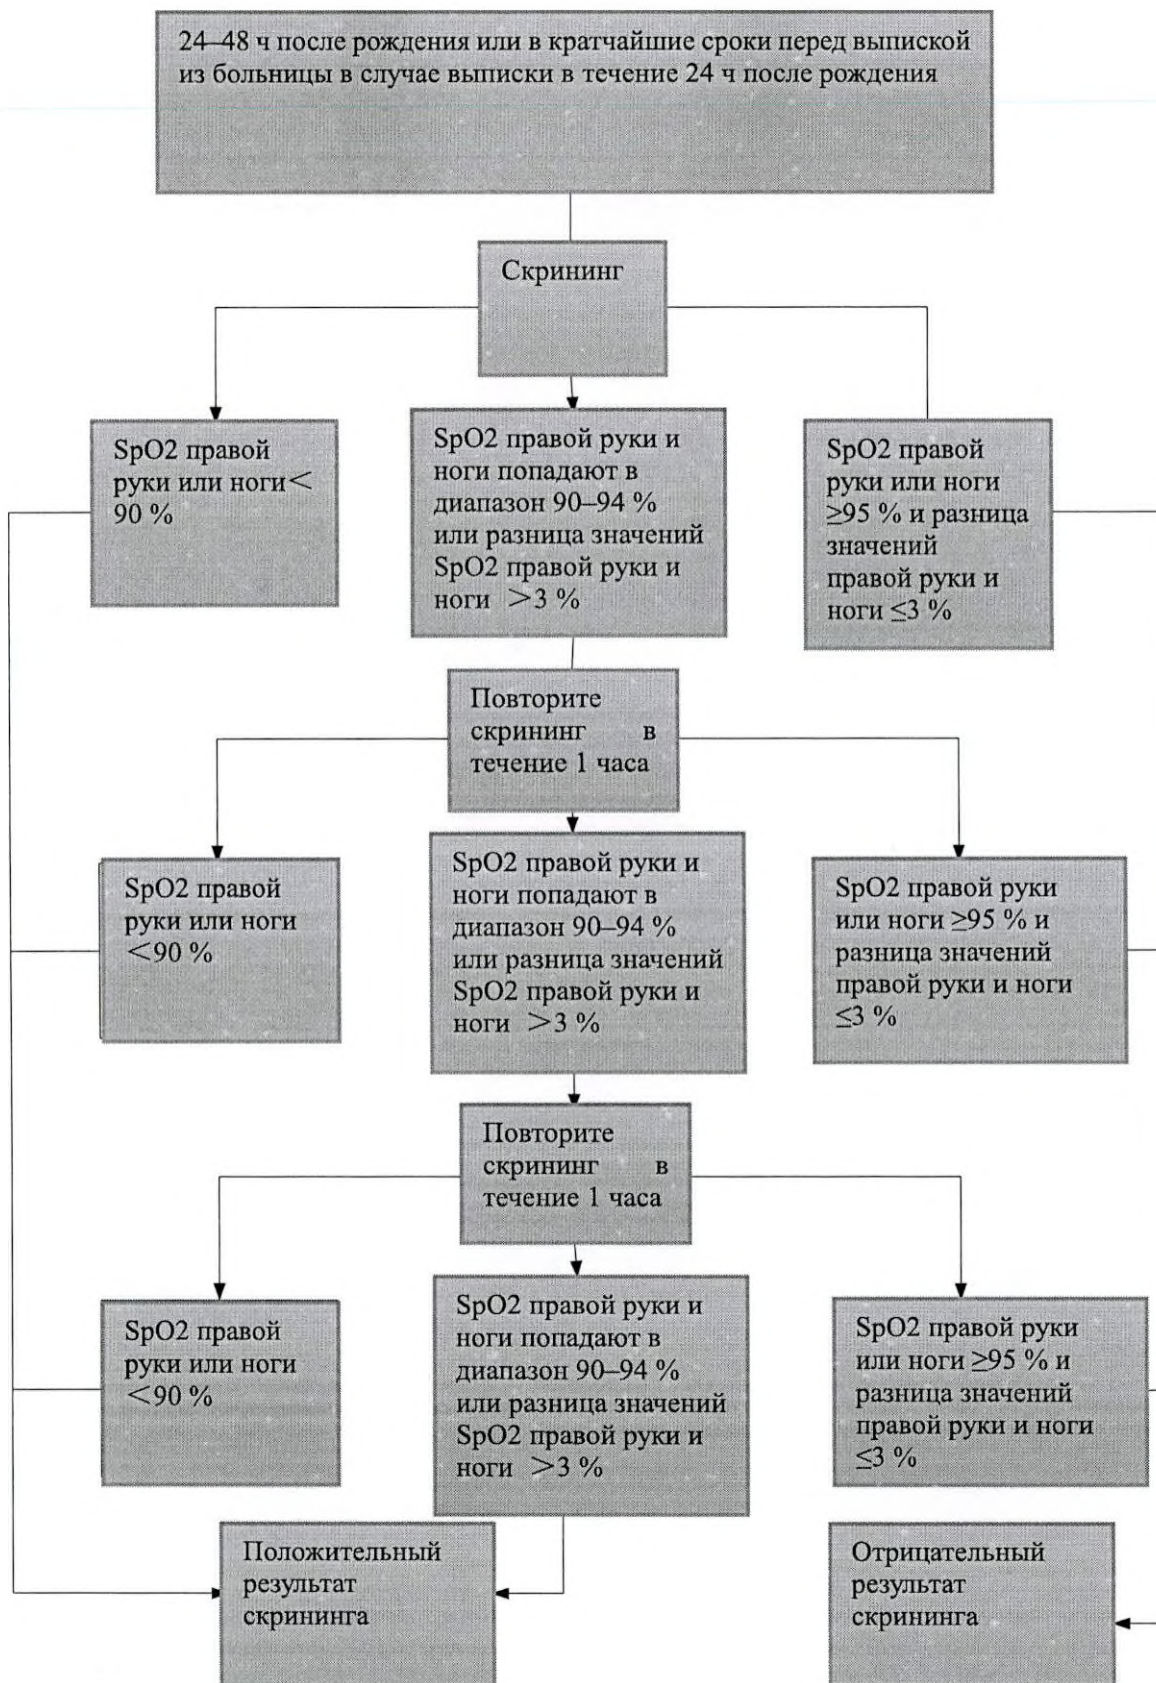 24–48 ч после рождения или в кратчайшие сроки перед выпиской
из больницы в случае выписки в течение 24 ч после рождения
Скрининг
SpO2 правой
руки или ноги<
90 %
SpO2 правой руки и
ноги попадают в
диапазон 90–94 %
или разница значений
SpO2 правой руки и
ноги >3 %
SpO2 правой
руки или ноги
≥95 % и разница
значений
правой руки и
ноги ≤3 %
Повторите
скрининг в
течение 1 часа
SpO2 правой
руки или ноги
<90 %
SpO2 правой руки и
ноги попадают в
диапазон 90–94 %
или разница значений
SpO2 правой руки и
ноги >3 %
SpO2 правой руки
или ноги ≥95 % и
разница значений
правой руки и ноги
≤3 %
Повторите
скрининг в
течение 1 часа
SpO2 правой
руки или ноги
<90 %
SpO2 правой руки и
ноги попадают в
диапазон 90–94 %
или разница значений
SpO2 правой руки и
ноги >3 %
SpO2 правой руки
или ноги ≥95 % и
разница значений
правой руки и ноги
≤3 %
Положительный
результат
скрининга
Отрицательный
результат
скрининга